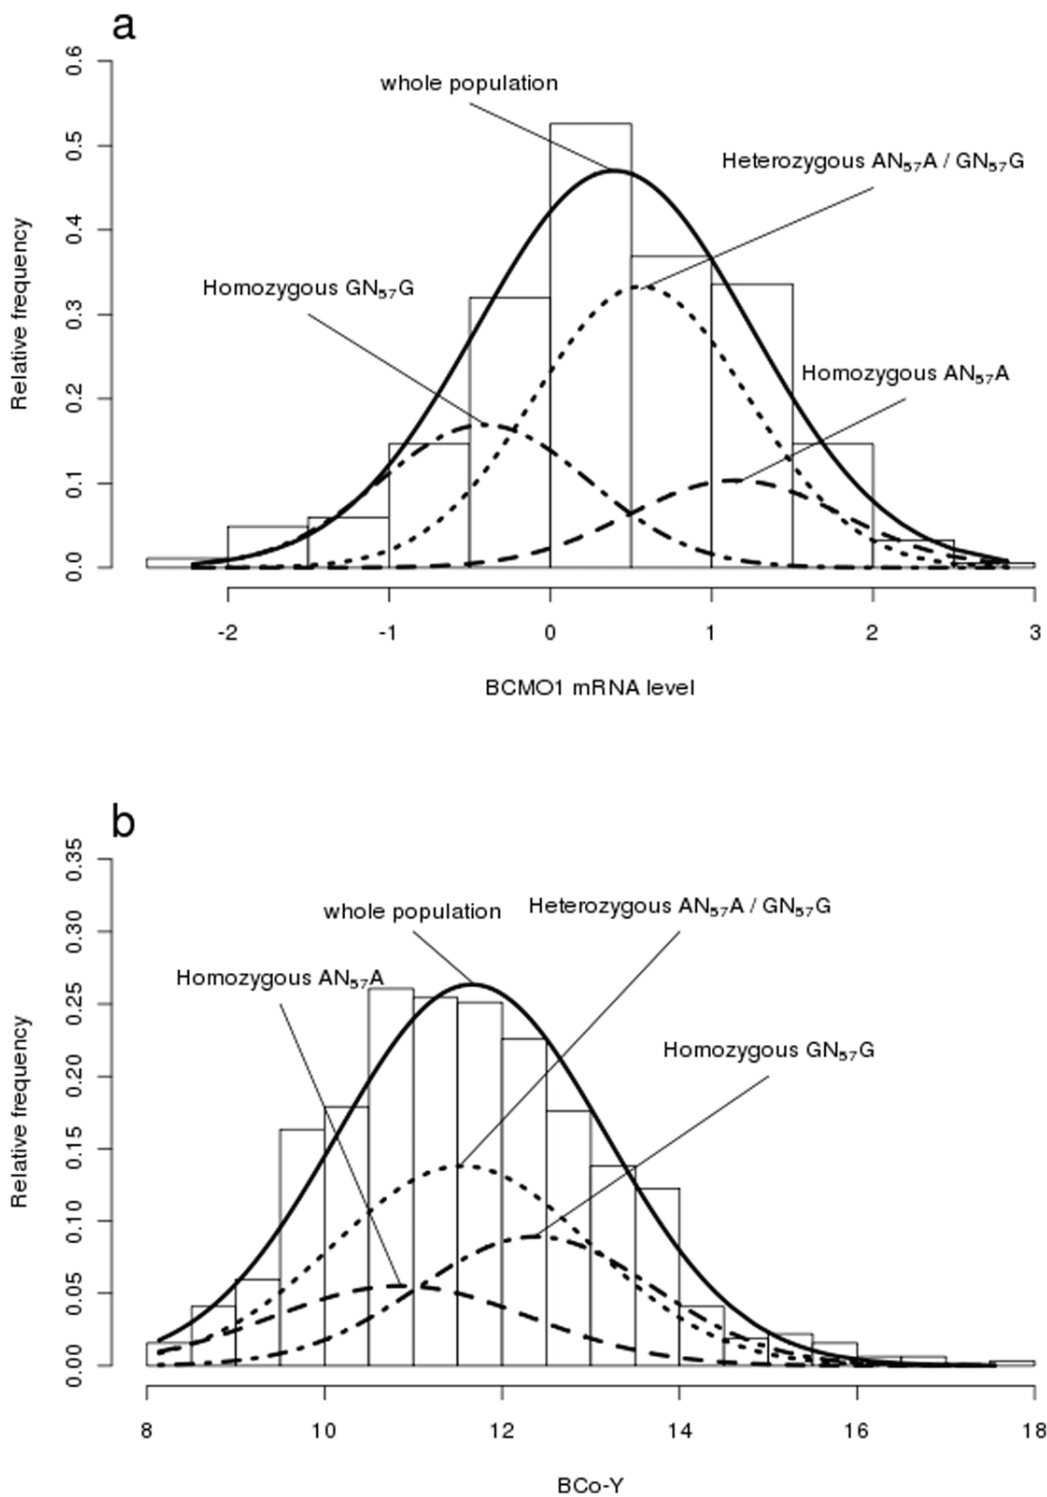 a
whole population
Heterozygous AN₅₇A / GN₅₇G
Homozygous GN₅₇G
Homozygous AN₅₇A
Relative frequency
0.6
0.5
0.4
0.3
0.2
0.1
0.0
-2 -1 0 1 2 3
BCMO1 mRNA level
b
whole population
Heterozygous AN₅₇A / GN₅₇G
Homozygous AN₅₇A
Homozygous GN₅₇G
Relative frequency
0.35
0.30
0.25
0.20
0.15
0.10
0.05
0.00
8 10 12 14 16 18
BCo-Y